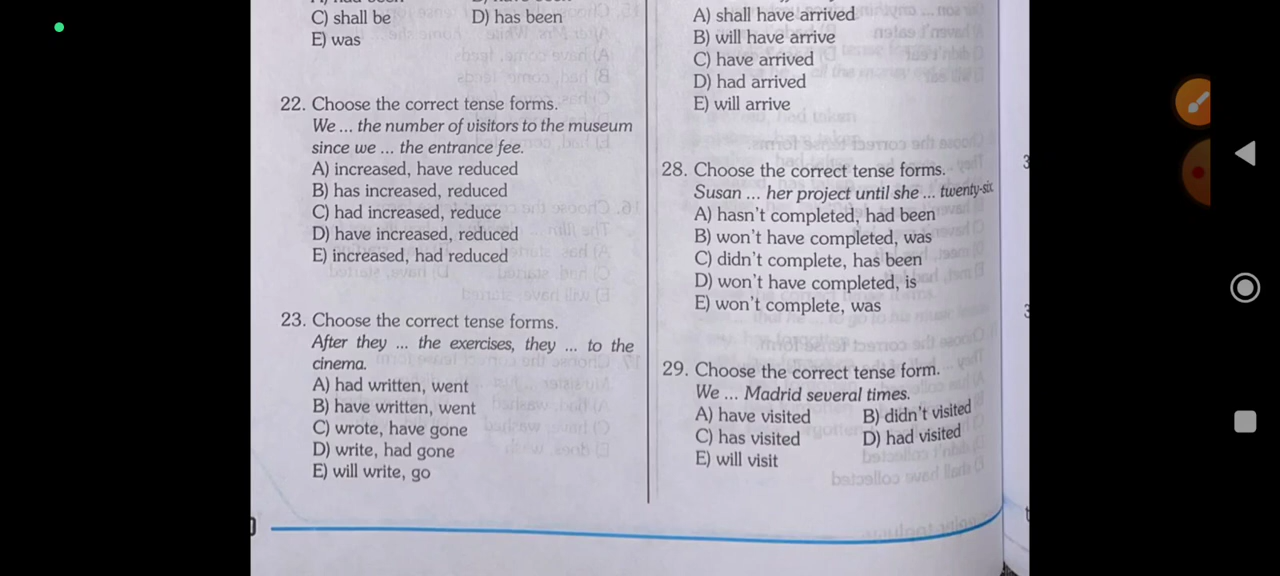 C) shall be D) has been
E) was
22. Choose the correct tense forms.
We ... the number of visitors to the museum
since we ... the entrance fee.
A) increased, have reduced
B) has increased, reduced
C) had increased, reduce
D) have increased, reduced
E) increased, had reduced
23. Choose the correct tense forms.
After they ... the exercises, they ... to the
cinema.
A) had written, went
B) have written, went
C) wrote, have gone
D) write, had gone
E) will write, go
A) shall have arrived
B) will have arrive
C) have arrived
D) had arrived
E) will arrive
28. Choose the correct tense forms.
Susan ... her project until she ... twenty-six
A) hasn't completed, had been
B) won't have completed, was
C) didn't complete, has been
D) won't have completed, is
E) won't complete, was
29. Choose the correct tense form.
We ... Madrid several times.
A) have visited B) didn't visited
C) has visited D) had visited
E) will visit